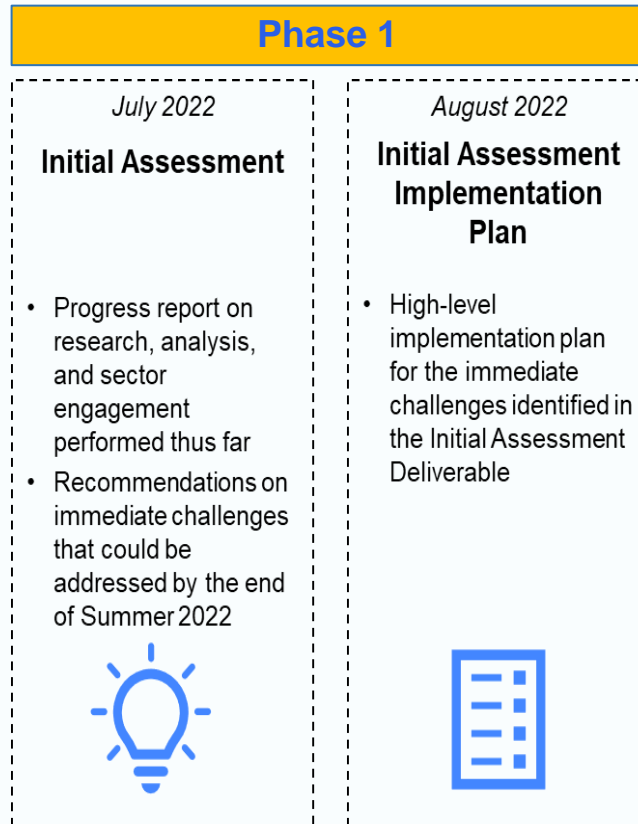 Phase 1
July 2022
Initial Assessment
• Progress report on
research, analysis,
and sector
engagement
performed thus far
• Recommendations on
immediate challenges
that could be
addressed by the end
of Summer 2022
August 2022
Initial Assessment
Implementation
Plan
• High-level
implementation plan
for the immediate
challenges identified in
the Initial Assessment
Deliverable